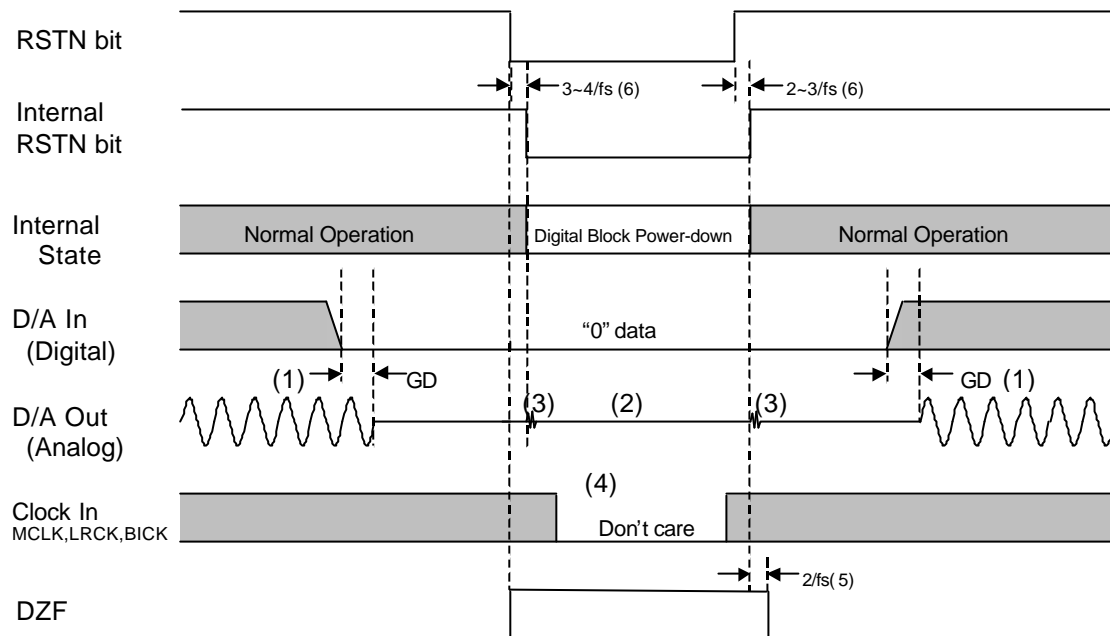 RSTN bit
3~4/fs (6)
2~3/fs (6)
Internal
RSTN bit
Internal
State
Normal Operation
Digital Block Power-down
Normal Operation
D/A In
(Digital)
“0” data
(1)
GD
GD
(1)
D/A Out
(Analog)
(3)
(2)
(3)
Clock In
MCLK,LRCK,BICK
(4)
Don’t care
2/fs( 5)
DZF